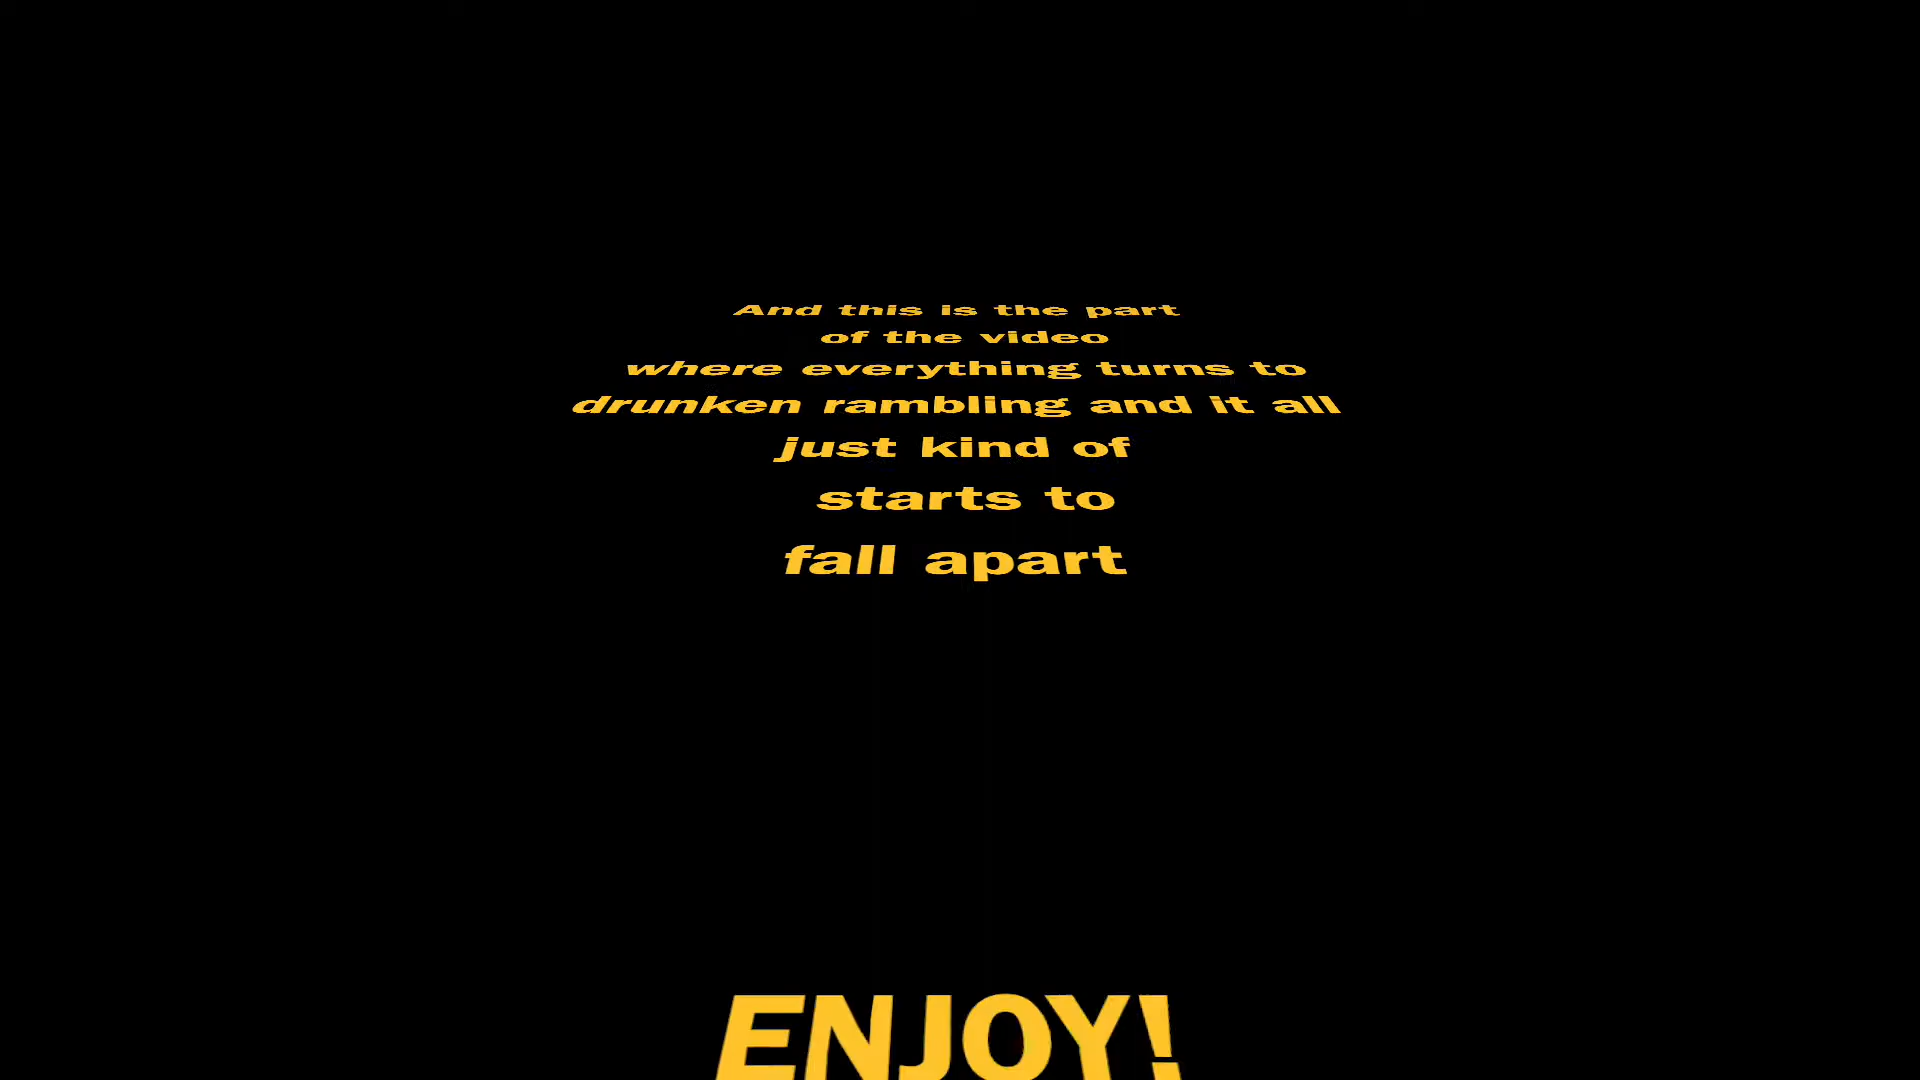 And this is the part
of the video
where everything turns to
drunken rambling and it all
just kind of
starts to
fall apart
ENJOY!